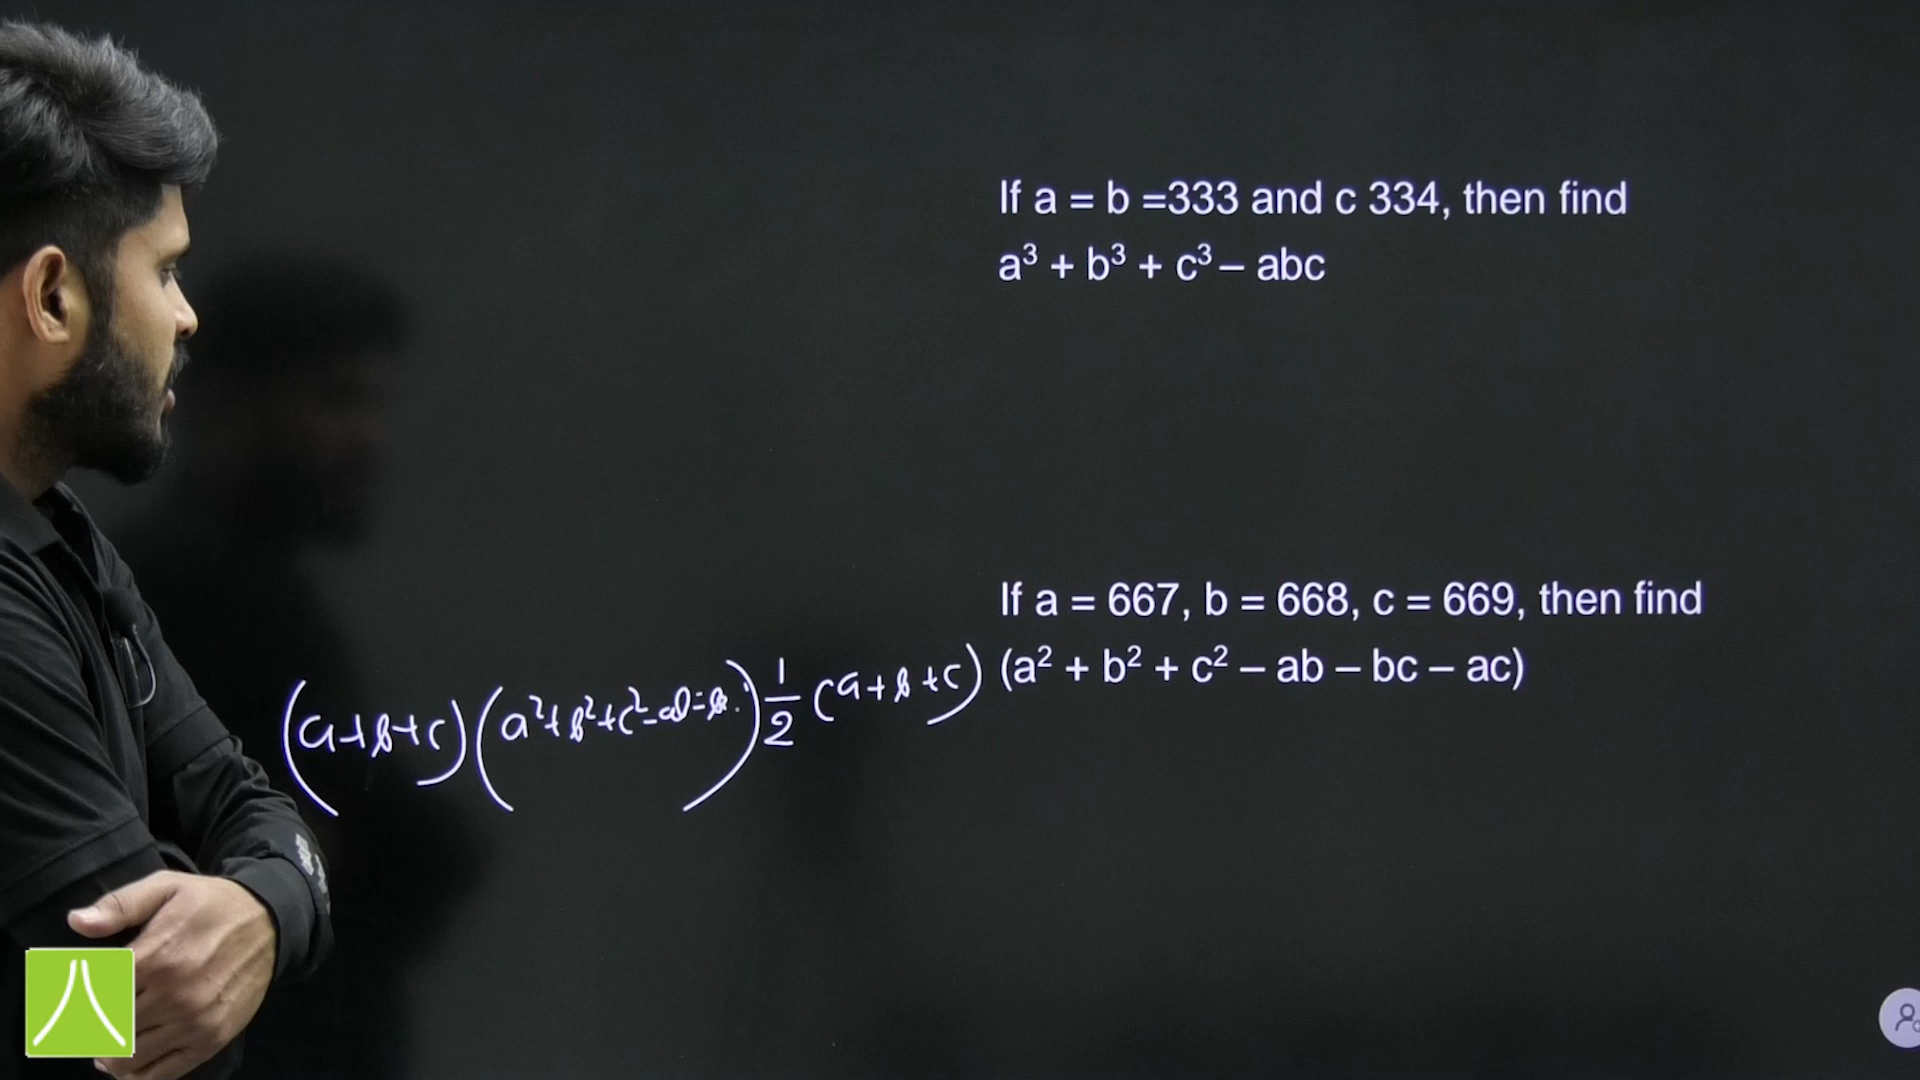 If a = b =333 and c 334, then find
a³ + b³ + c³ – abc
If a = 667, b = 668, c = 669, then find
(a² + b² + c² – ab – bc – ac)
(a+b+c)(a²+b²+c²-ab-b..) 1/2 (a+b+c)